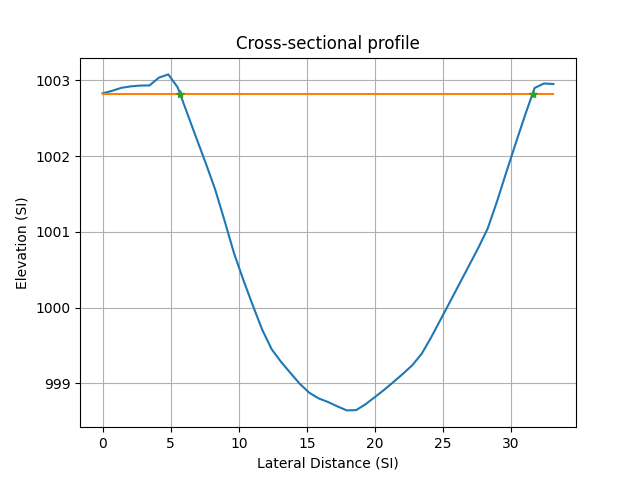 Cross-sectional profile
Elevation (SI)
1003
1002
1001
1000
999
0 5 10 15 20 25 30
Lateral Distance (SI)